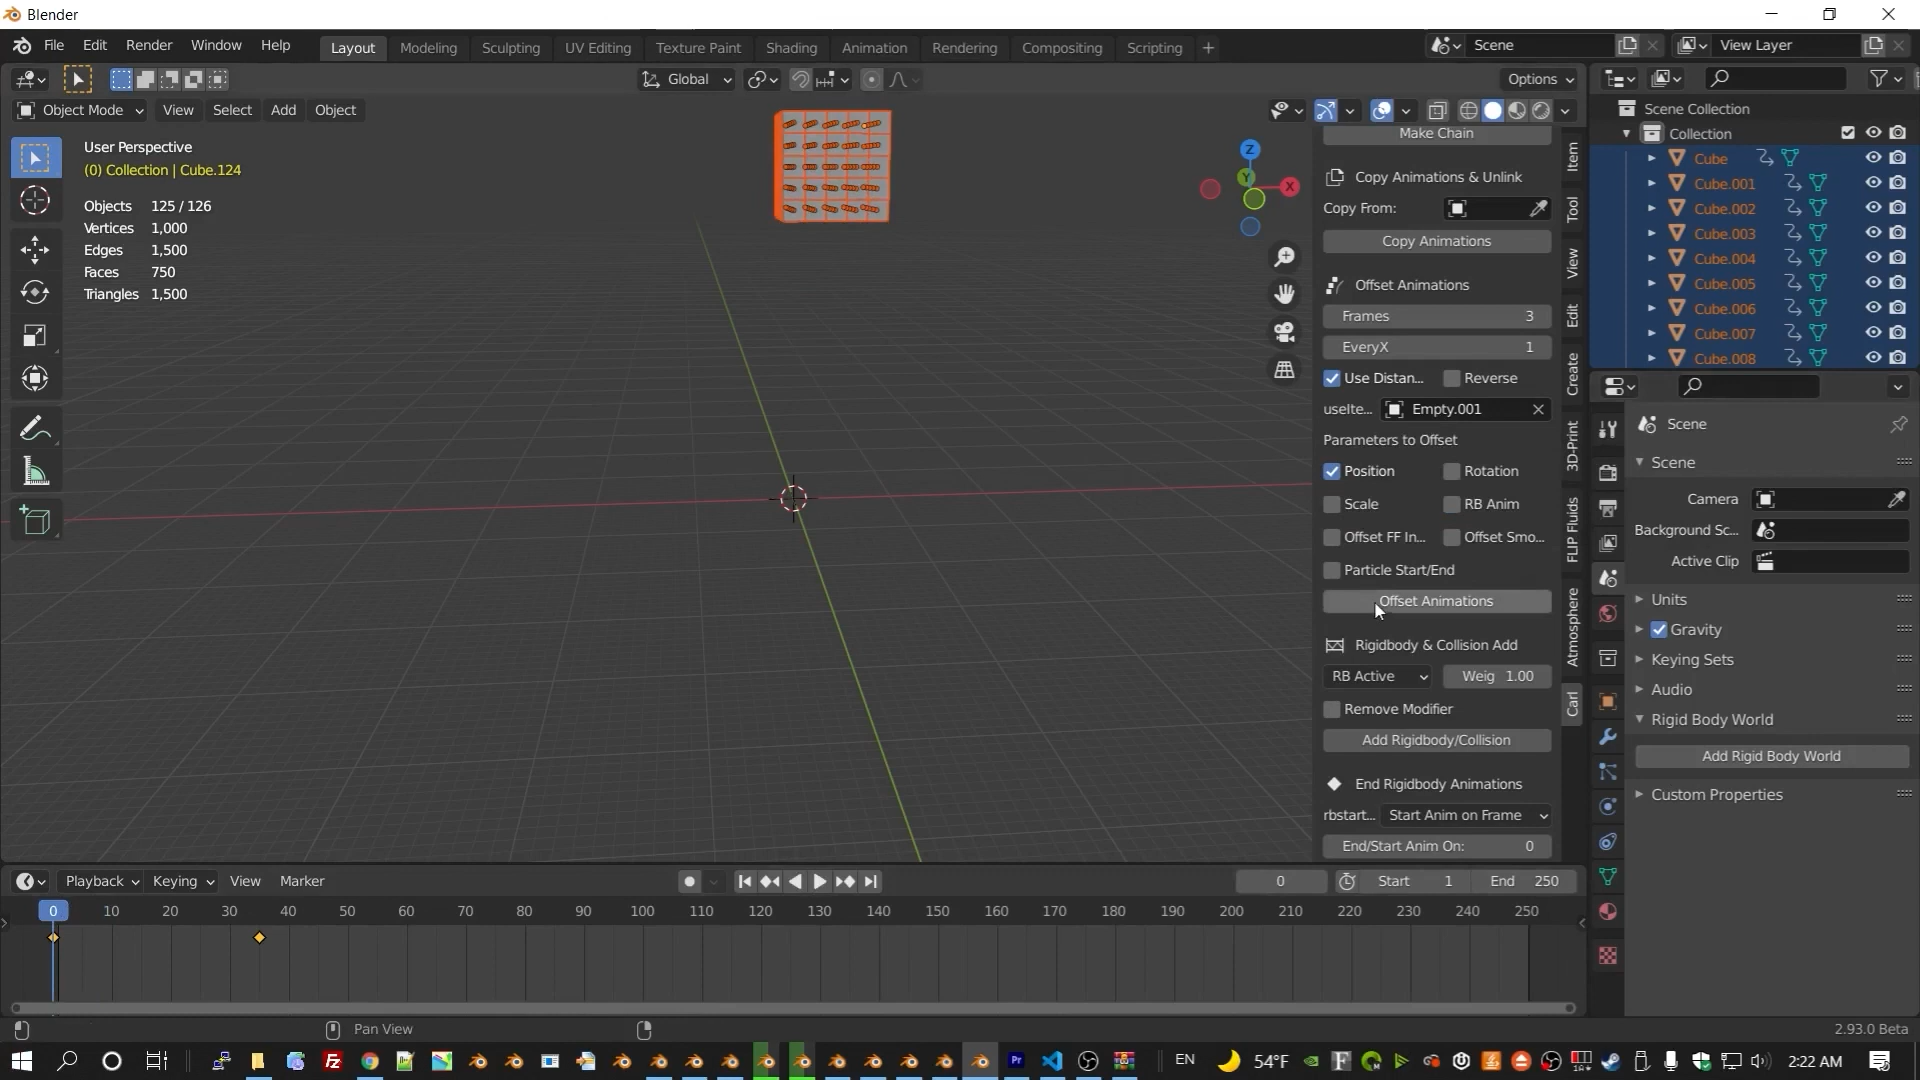 Blender
File Edit Render Window Help Layout Modeling Sculpting UV Editing Texture Paint Shading Animation Rendering Compositing Scripting + Scene View Layer
Global Options
Object Mode View Select Add Object
User Perspective
(0) Collection | Cube.124
Objects 125 / 126
Vertices 1,000
Edges 1,500
Faces 750
Triangles 1,500
Z
Y
X
Make Chain
Copy Animations & Unlink
Copy From:
Copy Animations
Offset Animations
Frames 3
EveryX 1
Use Distan... Reverse
uselte... Empty.001
Parameters to Offset
Position Rotation
Scale RB Anim
Offset FF In... Offset Smo...
Particle Start/End
Offset Animations
Rigidbody & Collision Add
RB Active Weig 1.00
Remove Modifier
Add Rigidbody/Collision
End Rigidbody Animations
rbstart... Start Anim on Frame
End/Start Anim On: 0
Item
Tool
View
Edit
Create
3D-Print
FLIP Fluids
Atmosphere
Carl
Scene Collection
Collection
Cube
Cube.001
Cube.002
Cube.003
Cube.004
Cube.005
Cube.006
Cube.007
Cube.008
Scene
Scene
Camera
Background Sc...
Active Clip
Units
Gravity
Keying Sets
Audio
Rigid Body World
Add Rigid Body World
Custom Properties
Playback Keying View Marker 0 Start 1 End 250
0 10 20 30 40 50 60 70 80 90 100 110 120 130 140 150 160 170 180 190 200 210 220 230 240 250
Pan View 2.93.0 Beta
EN 54°F 2:22 AM